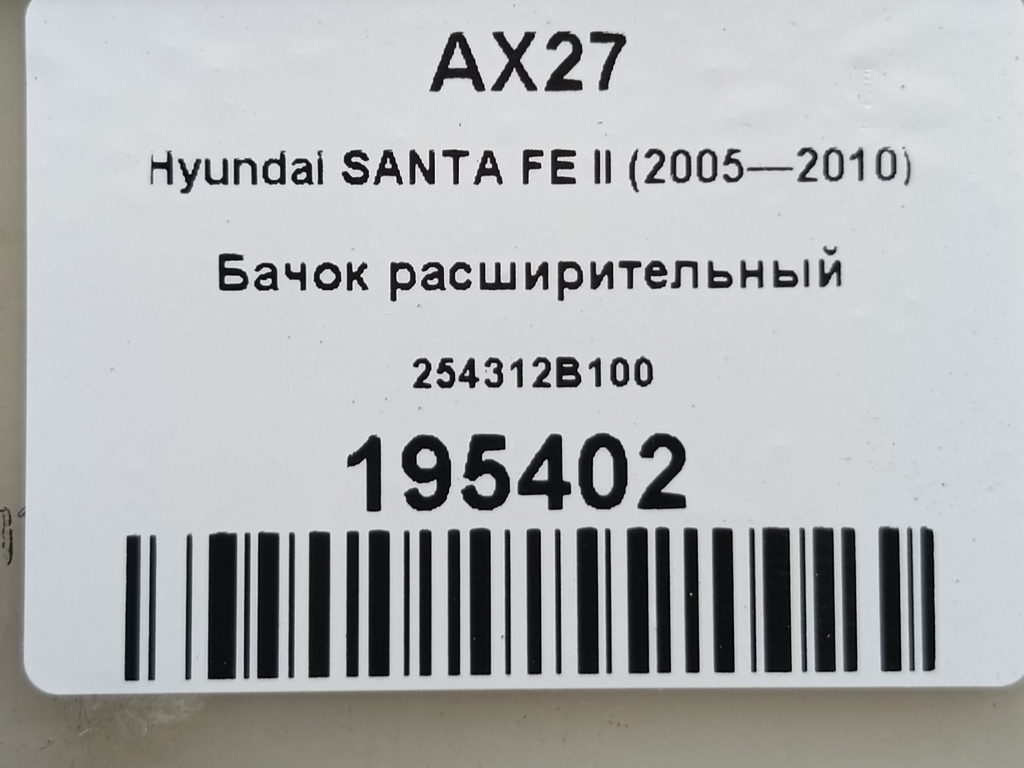 AX27
Hyundai SANTA FE II (2005—2010)
Бачок расширительный
254312B100
195402